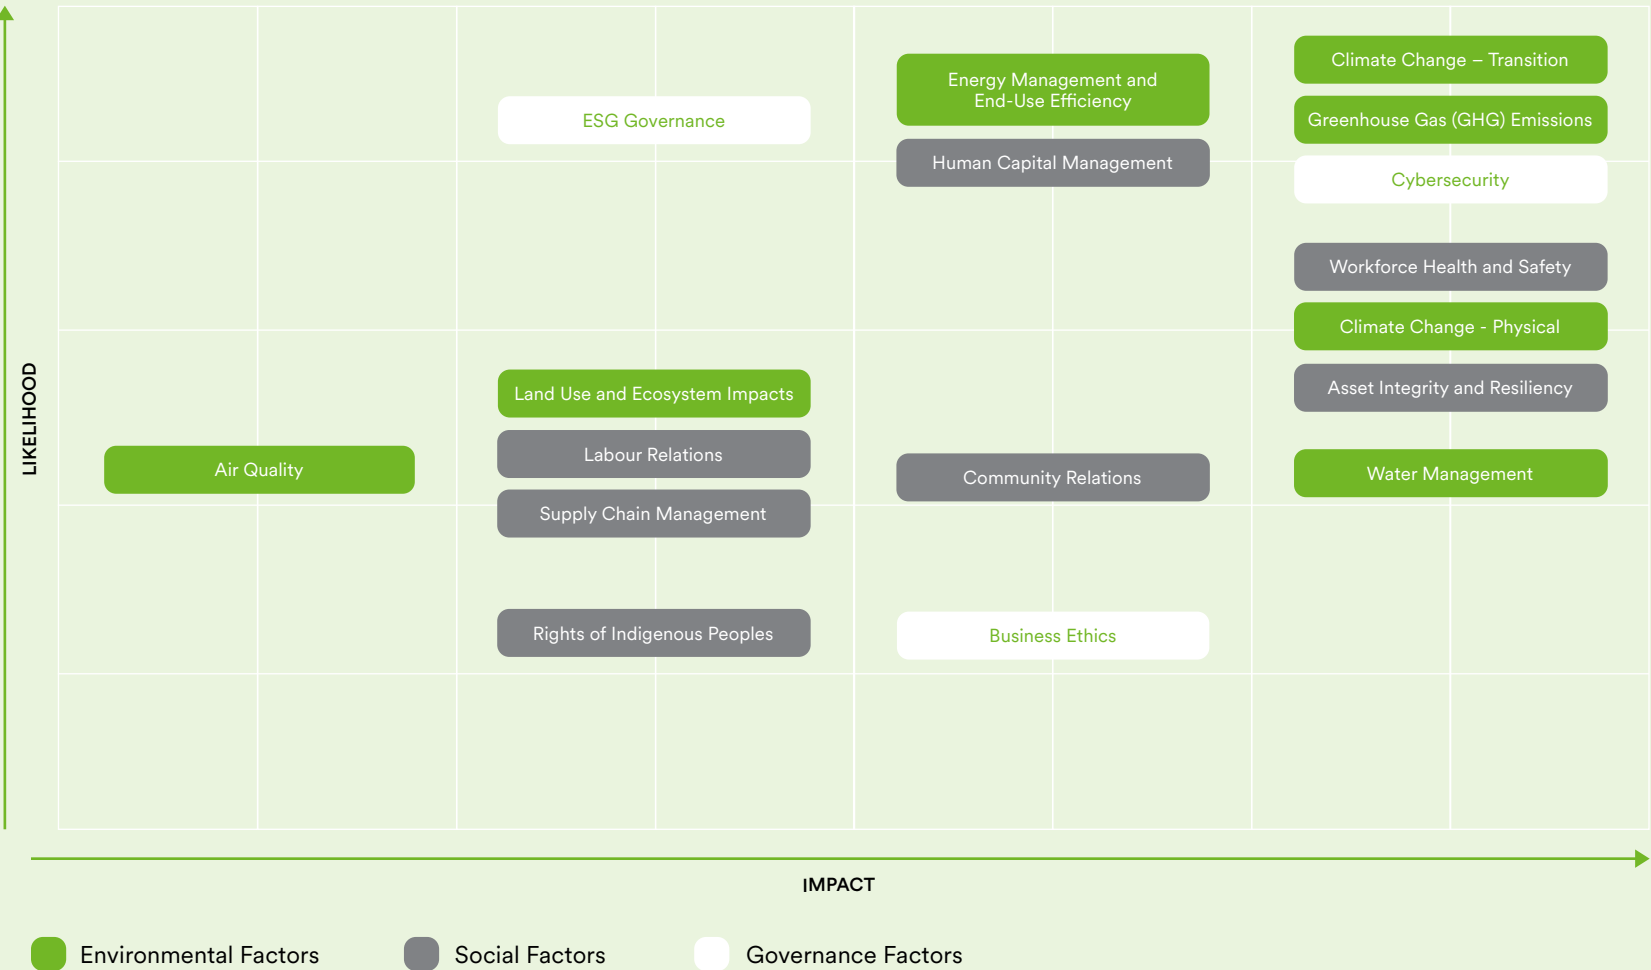 Climate Change – Transition
Energy Management and
End-Use Efficiency
ESG Governance
Greenhouse Gas (GHG) Emissions
Human Capital Management
Cybersecurity
Workforce Health and Safety
Climate Change - Physical
Asset Integrity and Resiliency
Land Use and Ecosystem Impacts
LIKELIHOOD
Labour Relations
Air Quality
Community Relations
Water Management
Supply Chain Management
Rights of Indigenous Peoples
Business Ethics
IMPACT
Environmental Factors
Social Factors
Governance Factors